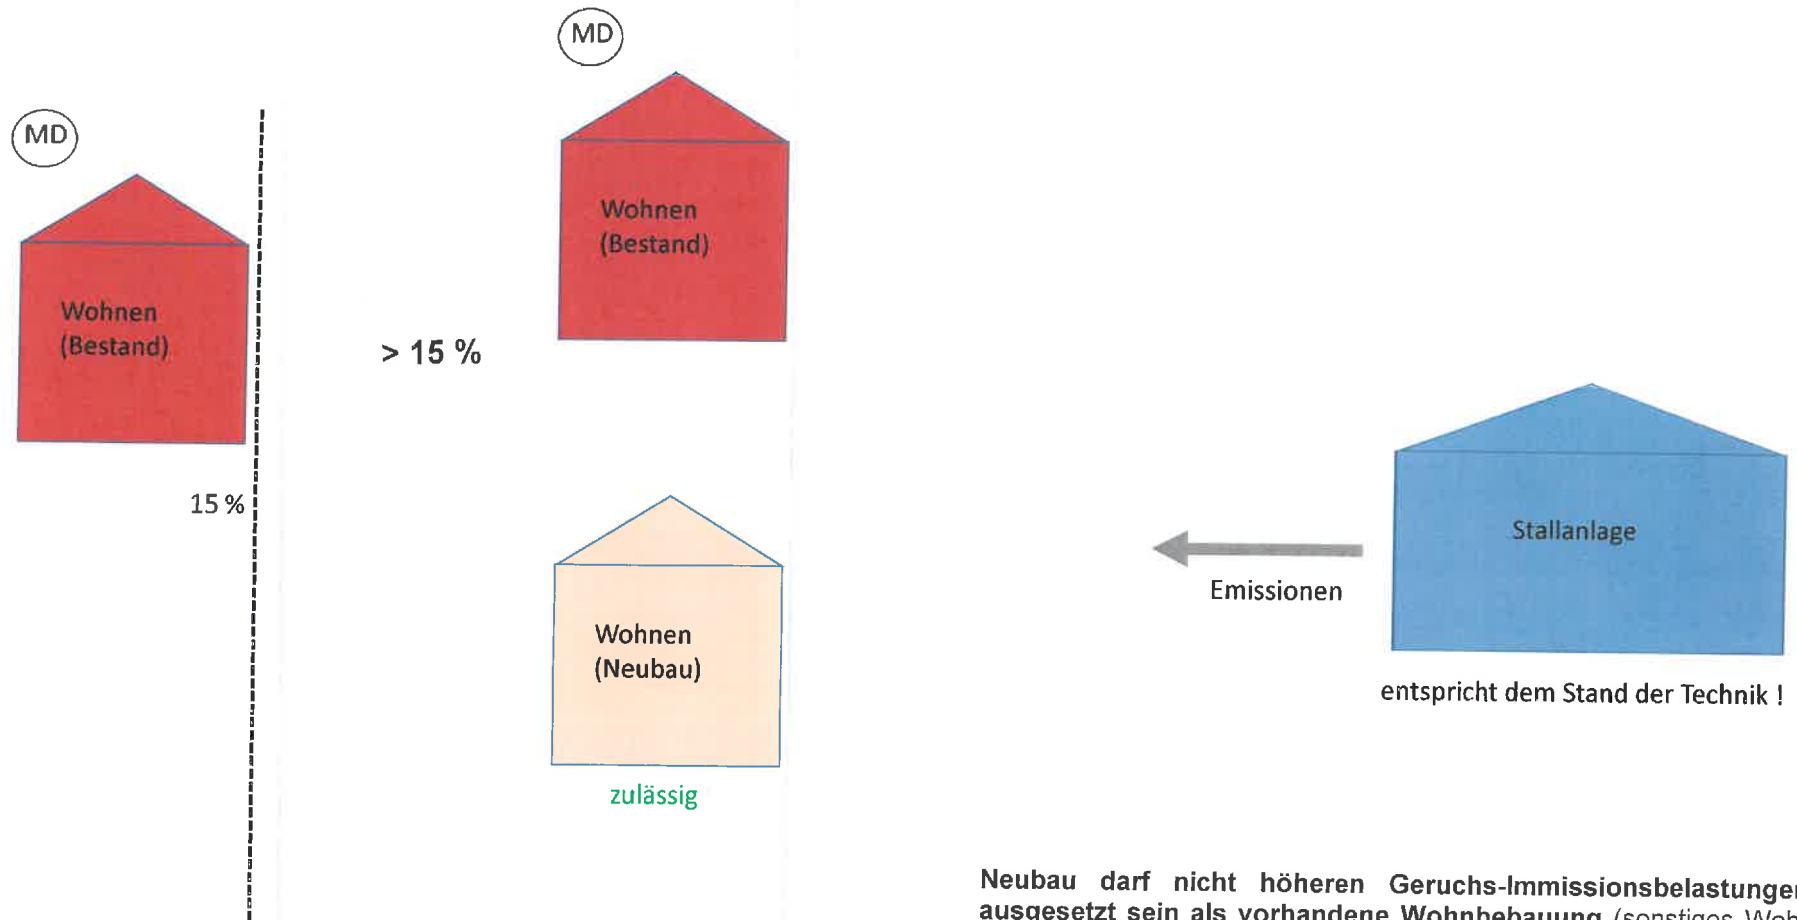 MD
MD
Wohnen
(Bestand)
Wohnen
(Bestand)
> 15 %
15 %
Stallanlage
Emissionen
Wohnen
(Neubau)
entspricht dem Stand der Technik !
zulässig
Neubau darf nicht höheren Geruchs-Immissionsbelastungen
ausgesetzt sein als vorhandene Wohnbebauung (sonstiges